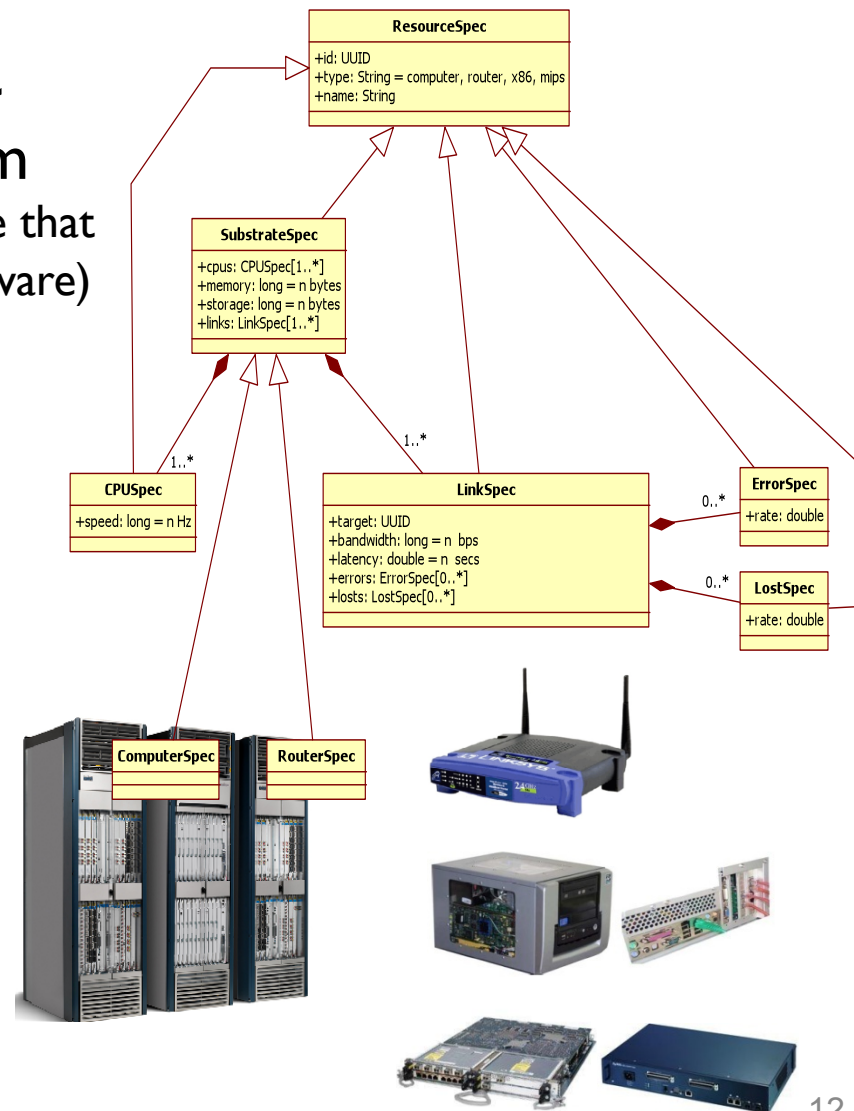 ResourceSpec
+id: UUID
+type: String = computer, router, x86, mips
+name: String
e that
ware)
SubstrateSpec
+cpus: CPUSpec[1..*]
+memory: long = n bytes
+storage: long = n bytes
+links: LinkSpec[1..*]
1..*
1..*
CPUSpec
+speed: long = n Hz
LinkSpec
+target: UUID
+bandwidth: long = n bps
+latency: double = n secs
+errors: ErrorSpec[0..*]
+losts: LostSpec[0..*]
0..*
ErrorSpec
+rate: double
0..*
LostSpec
+rate: double
ComputerSpec
RouterSpec
LINKSYS
12